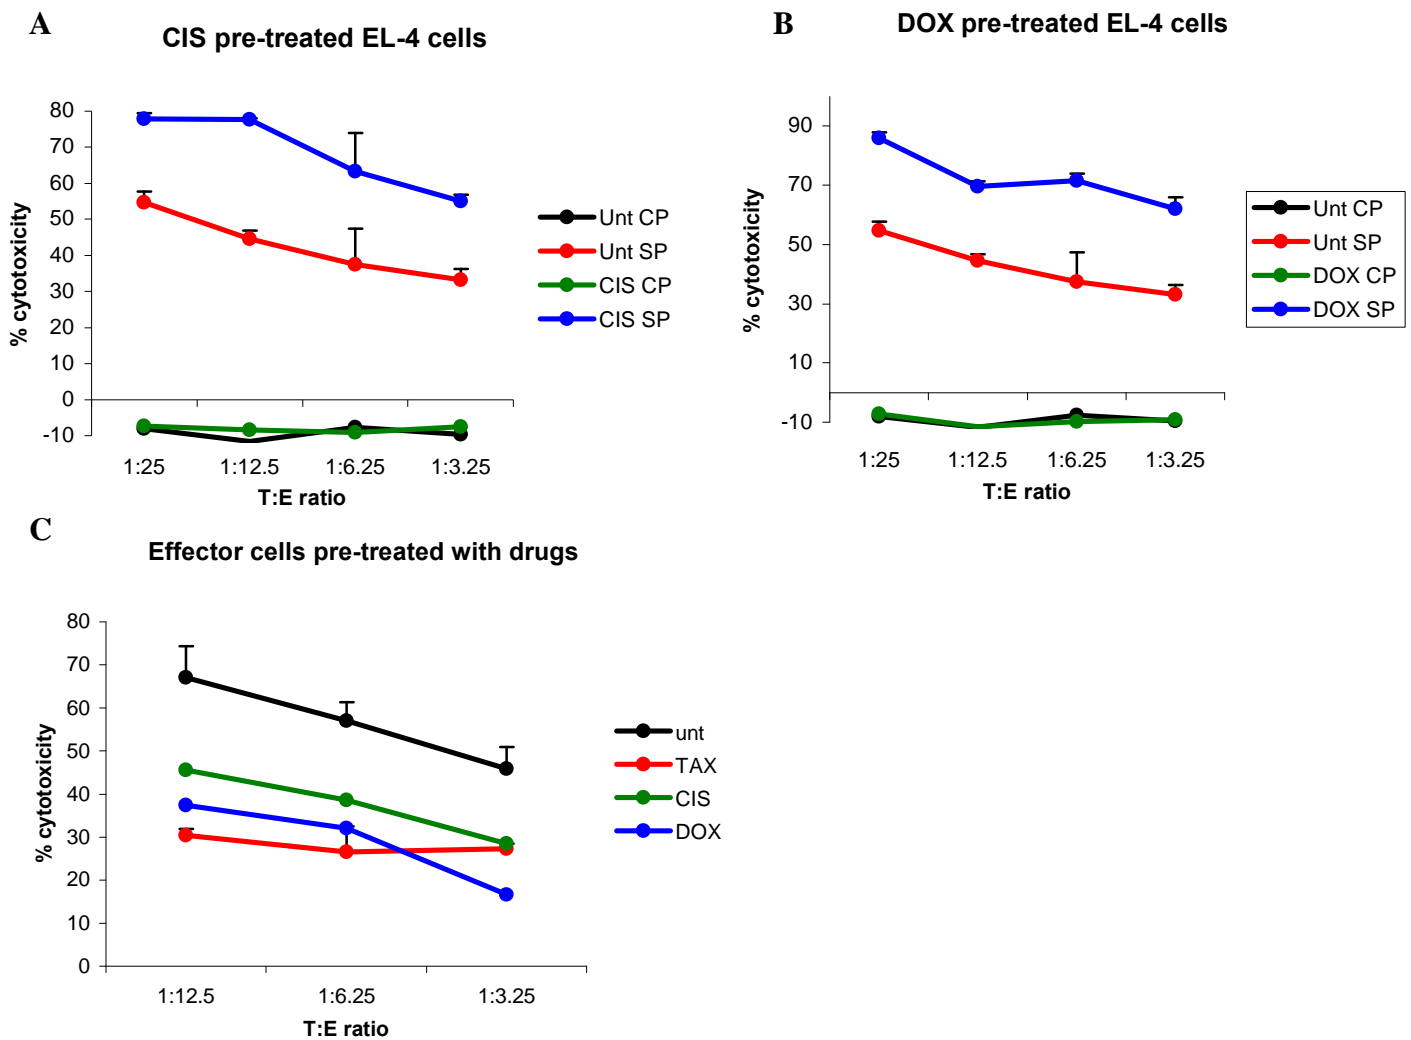 A
CIS pre-treated EL-4 cells
80
70
60
50
40
30
20
10
0
-10
% cytotoxicity
1:25 1:12.5 1:6.25 1:3.25
T:E ratio
Unt CP
Unt SP
CIS CP
CIS SP
B
DOX pre-treated EL-4 cells
90
70
50
30
10
-10
% cytotoxicity
1:25 1:12.5 1:6.25 1:3.25
T:E ratio
Unt CP
Unt SP
DOX CP
DOX SP
C
Effector cells pre-treated with drugs
80
70
60
50
40
30
20
10
0
% cytotoxicity
1:12.5 1:6.25 1:3.25
T:E ratio
unt
TAX
CIS
DOX